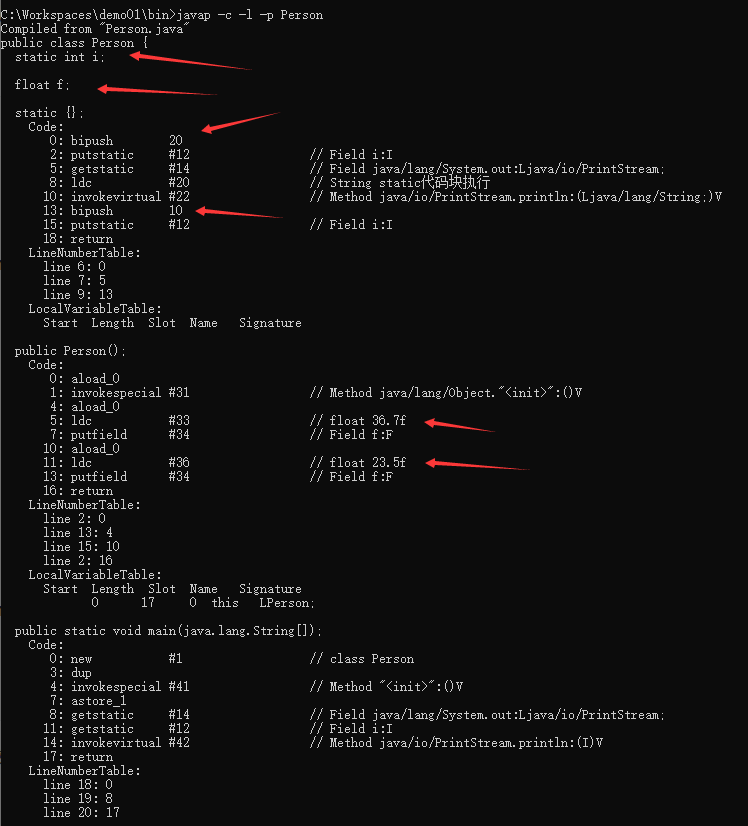 C:\Workspaces\demo01\bin>javap -c -l -p Person
Compiled from "Person.java"
public class Person {
  static int i;

  float f;

  static {};
    Code:
       0: bipush        20
       2: putstatic     #12                 // Field i:I
       5: getstatic     #14                 // Field java/lang/System.out:Ljava/io/PrintStream;
       8: ldc           #20                 // String static代码块执行
      10: invokevirtual #22                 // Method java/io/PrintStream.println:(Ljava/lang/String;)V
      13: bipush        10
      15: putstatic     #12                 // Field i:I
      18: return
    LineNumberTable:
      line 6: 0
      line 7: 5
      line 9: 13
    LocalVariableTable:
      Start  Length  Slot  Name   Signature

  public Person();
    Code:
       0: aload_0
       1: invokespecial #31                 // Method java/lang/Object."<init>":()V
       4: aload_0
       5: ldc           #33                 // float 36.7f
       7: putfield      #34                 // Field f:F
      10: aload_0
      11: ldc           #36                 // float 23.5f
      13: putfield      #34                 // Field f:F
      16: return
    LineNumberTable:
      line 2: 0
      line 13: 4
      line 15: 10
      line 2: 16
    LocalVariableTable:
      Start  Length  Slot  Name   Signature
          0      17     0  this   LPerson;

  public static void main(java.lang.String[]);
    Code:
       0: new           #1                  // class Person
       3: dup
       4: invokespecial #41                 // Method "<init>":()V
       7: astore_1
       8: getstatic     #14                 // Field java/lang/System.out:Ljava/io/PrintStream;
      11: getstatic     #12                 // Field i:I
      14: invokevirtual #42                 // Method java/io/PrintStream.println:(I)V
      17: return
    LineNumberTable:
      line 18: 0
      line 19: 8
      line 20: 17